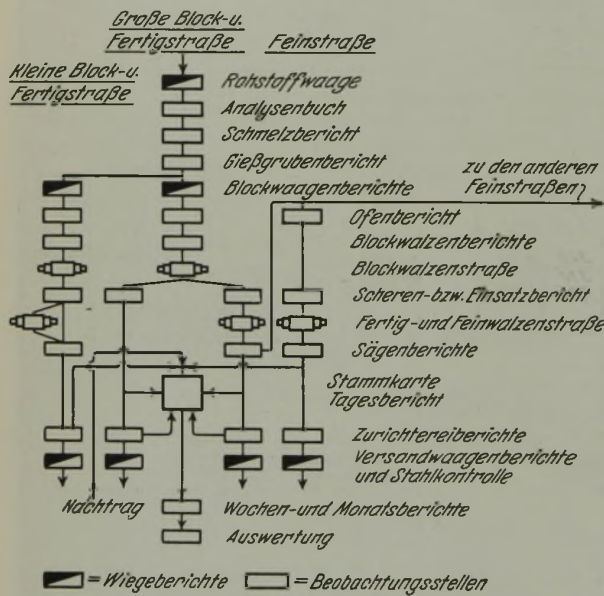 Große Block-u.
Fertigstraße
Feinstraße
Kleine Block-u.
Fertigstraße
Rohstoffwaage
Analysenbuch
Schmelzbericht
Gießgrubenbericht
Blockwaagenberichte
zu den anderen
Feinstraßen
Ofenbericht
Blockwalzenberichte
Blockwalzenstraße
Scheren-bzw. Einsatzbericht
Fertig-und Feinwalzenstraße
Sägenberichte
Stammkarte
Tagesbericht
Zurichtereiberichte
Versandwaagenberichte
und Stahlkontrolle
Nachtrag
Wochen-und Monatsberichte
Auswertung
= Wiegeberichte
= Beobachtungsstellen